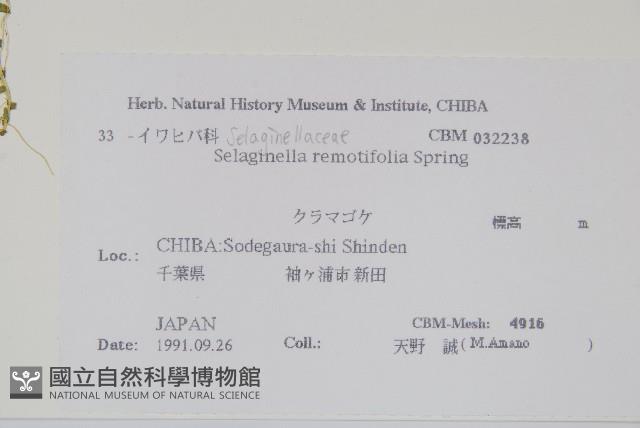 Herb. Natural History Museum & Institute, CHIBA
33 -イワヒバ科 Selaginellaceae CBM 032238
Selaginella remotifolia Spring
クラマゴケ 標高 m
Loc.: CHIBA:Sodegaura-shi Shinden
千葉県 袖ヶ浦市新田
JAPAN CBM-Mesh: 4916
Date: 1991.09.26 Coll.: 天野 誠(M.Amano )
國立自然科學博物館
NATIONAL MUSEUM OF NATURAL SCIENCE